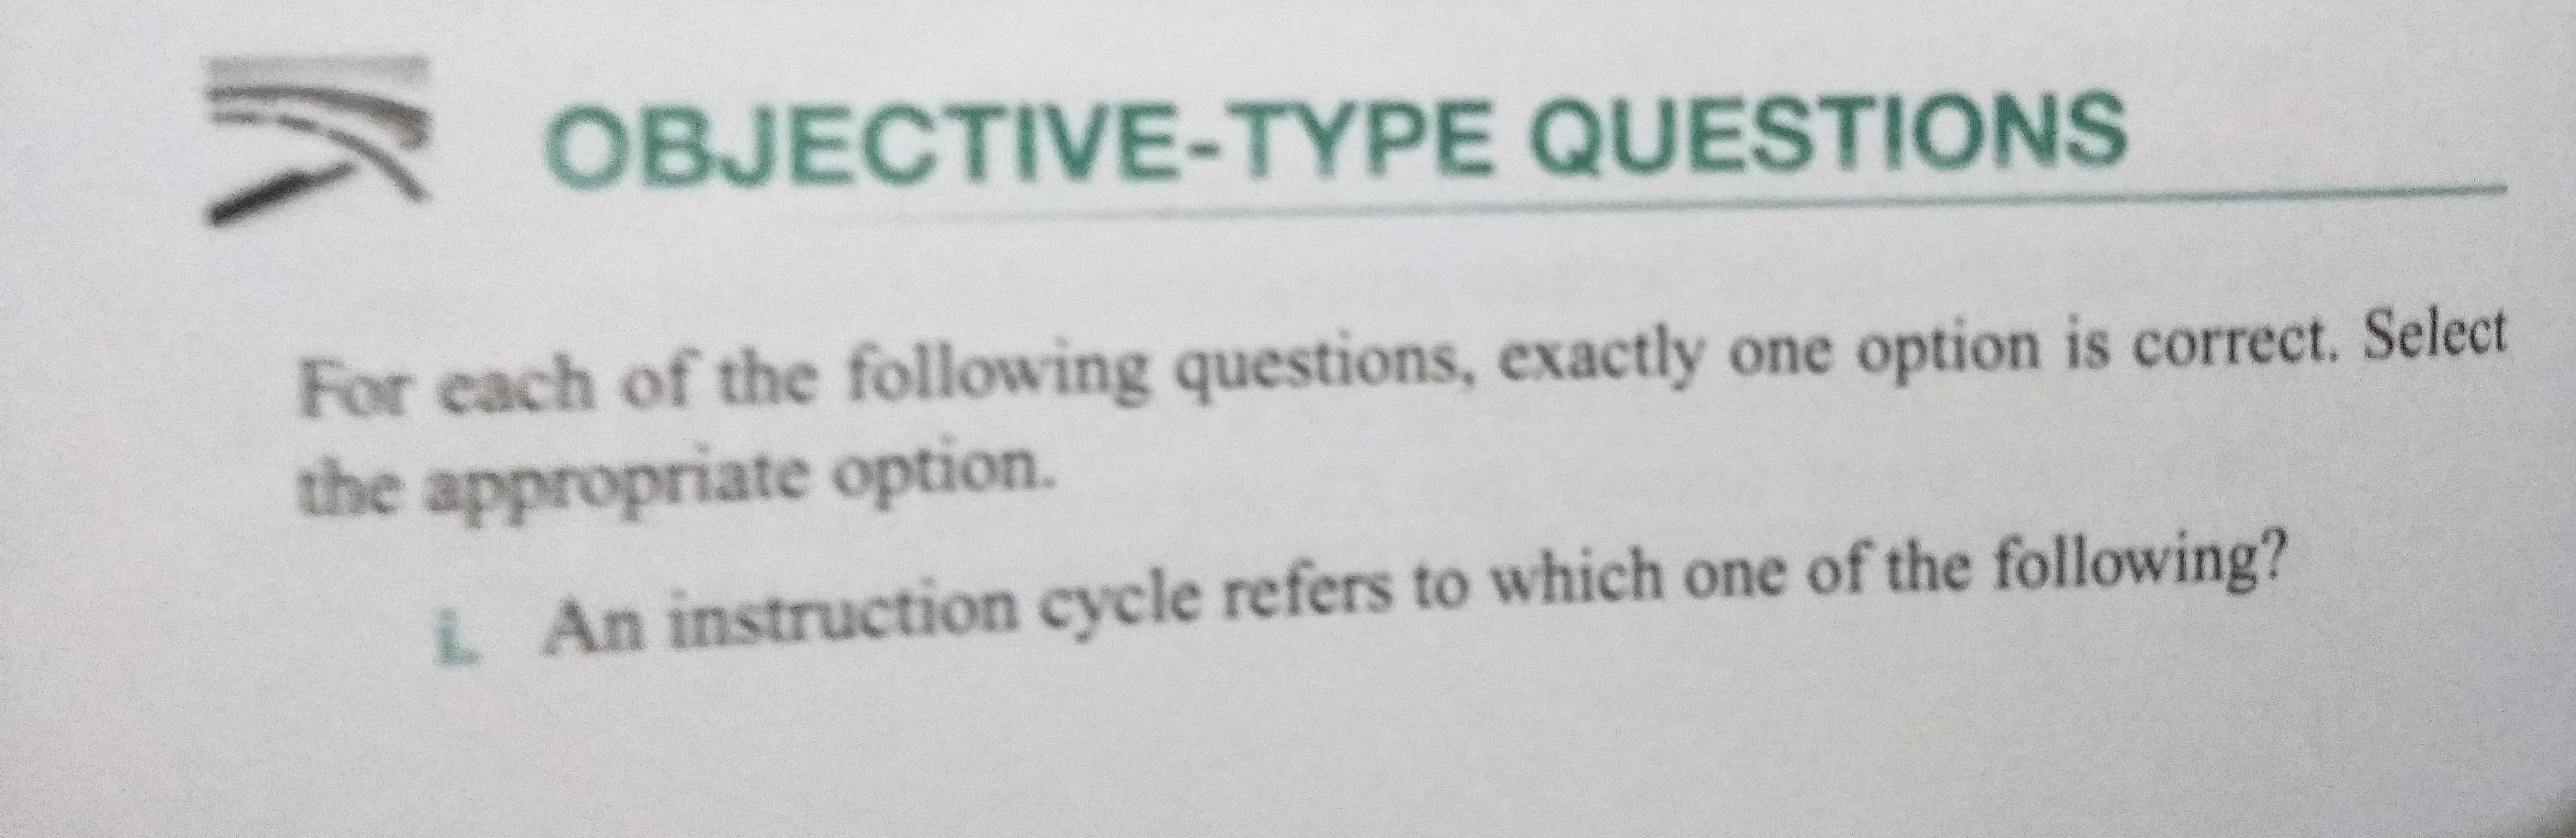 OBJECTIVE-TYPE QUESTIONS
For each of the following questions, exactly one option is correct. Select
the appropriate option.
i. An instruction cycle refers to which one of the following?